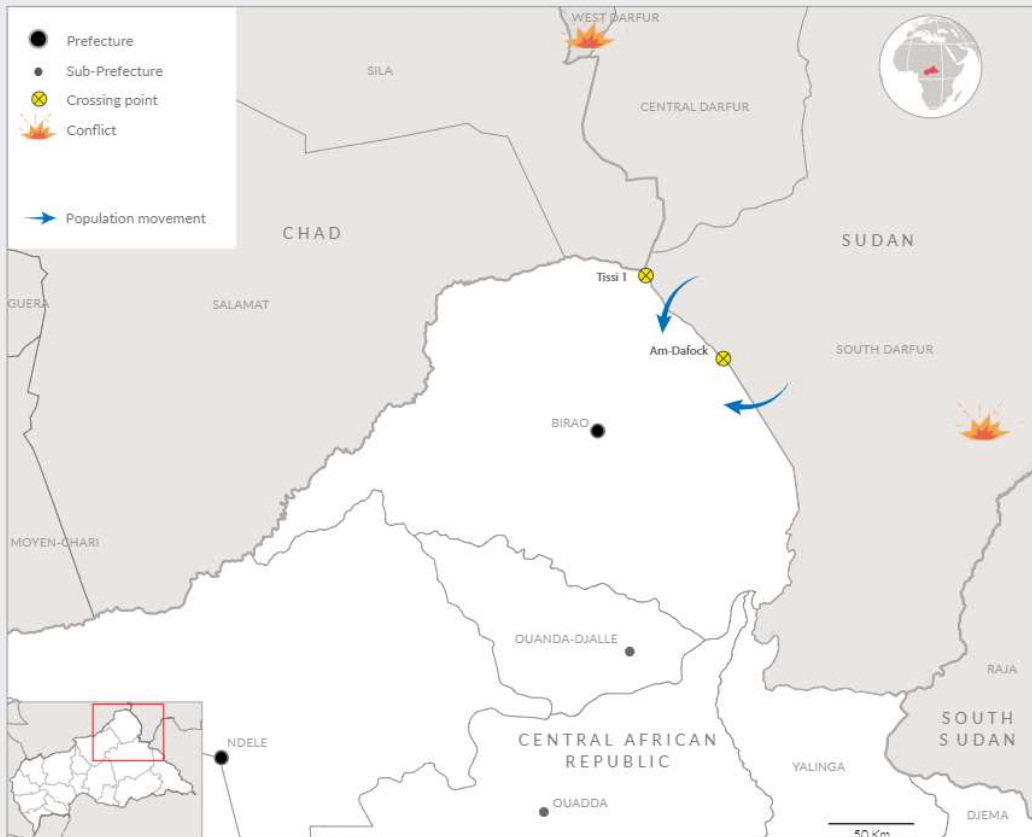 Prefecture
Sub-Prefecture
Crossing point
Conflict
Population movement
WEST DARFUR
SILA
CENTRAL DARFUR
CHAD
SUDAN
Tissi 1
GUERA
SALAMAT
Am-Dafock
SOUTH DARFUR
BIRAO
MOYEN-CHARI
OUANDA-DJALLE
RAJA
SOUTH
SUDAN
NDELE
CENTRAL AFRICAN
REPUBLIC
YALINGA
OUADDA
DJEMA
50 Km